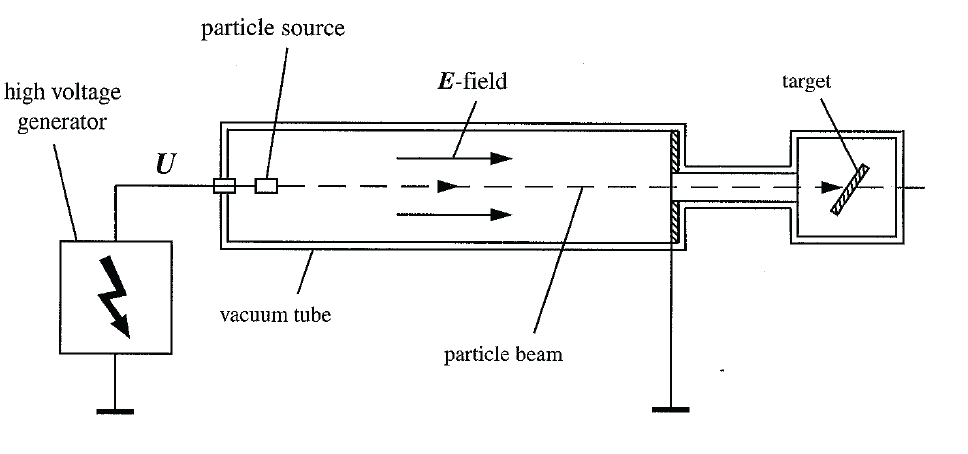 particle source
high voltage
generator
E-field
target
U
vacuum tube
particle beam